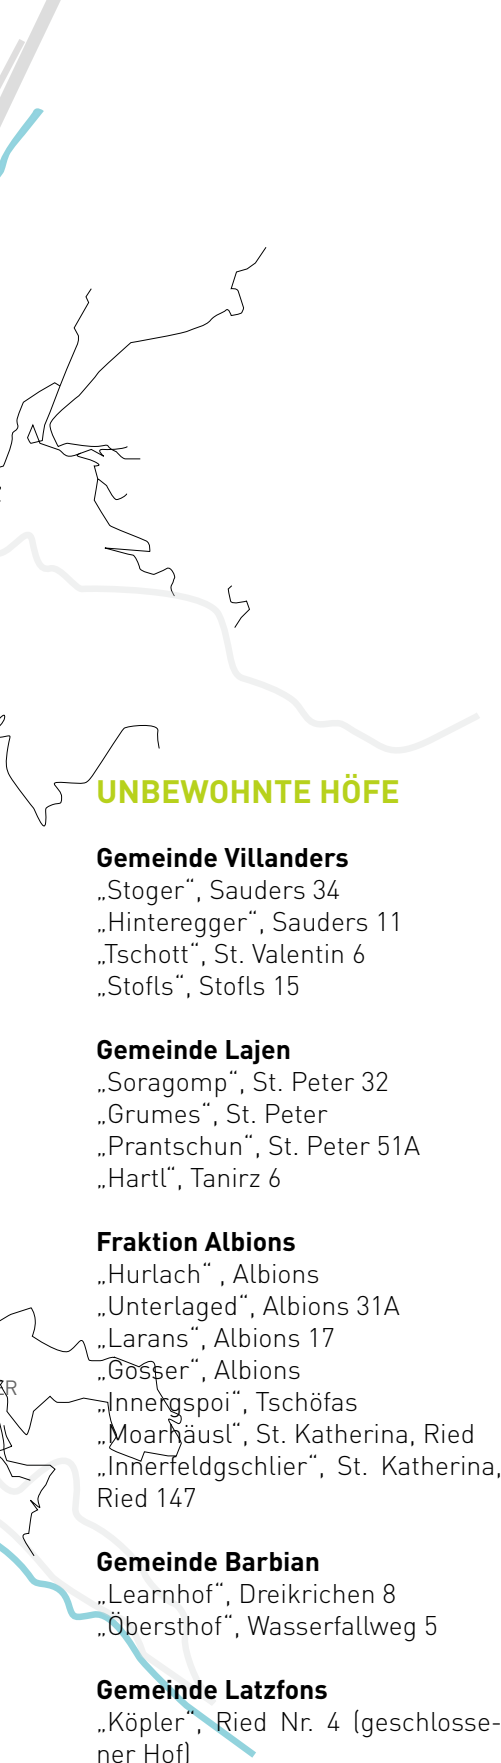 UNBEWOHNTE HÖFE
Gemeinde Villanders
„Stoger“, Sauders 34
„Hinteregger“, Sauders 11
„Tschott“, St. Valentin 6
„Stofls“, Stofls 15
Gemeinde Lajen
„Soragomp“, St. Peter 32
„Grumes“, St. Peter
„Prantschun“, St. Peter 51A
„Hartl“, Tanirz 6
Fraktion Albions
„Hurlach“ , Albions
„Unterlaged“, Albions 31A
„Larans“, Albions 17
„Gosser“, Albions
„Innergspoi“, Tschöfas
„Moarhäusl“, St. Katherina, Ried
„Innerfeldgschlier“, St. Katherina,
Ried 147
Gemeinde Barbian
„Learnhof“, Dreikrichen 8
„Öbersthof“, Wasserfallweg 5
Gemeinde Latzfons
„Köpler“, Ried Nr. 4 (geschlosse-
ner Hof)